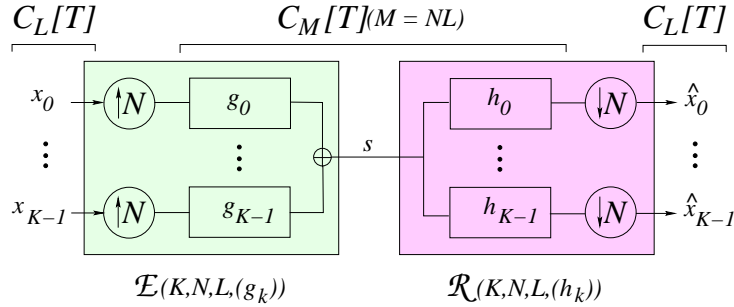 C_L[T] C_M[T] (M = NL) C_L[T]
x_0 ↑N g_0 h_0 ↓N x̂_0
⋮ ⋮ s ⋮ ⋮
x_{K−1} ↑N g_{K−1} h_{K−1} ↓N x̂_{K−1}
ℰ(K,N,L,(g_k)) ℛ(K,N,L,(h_k))